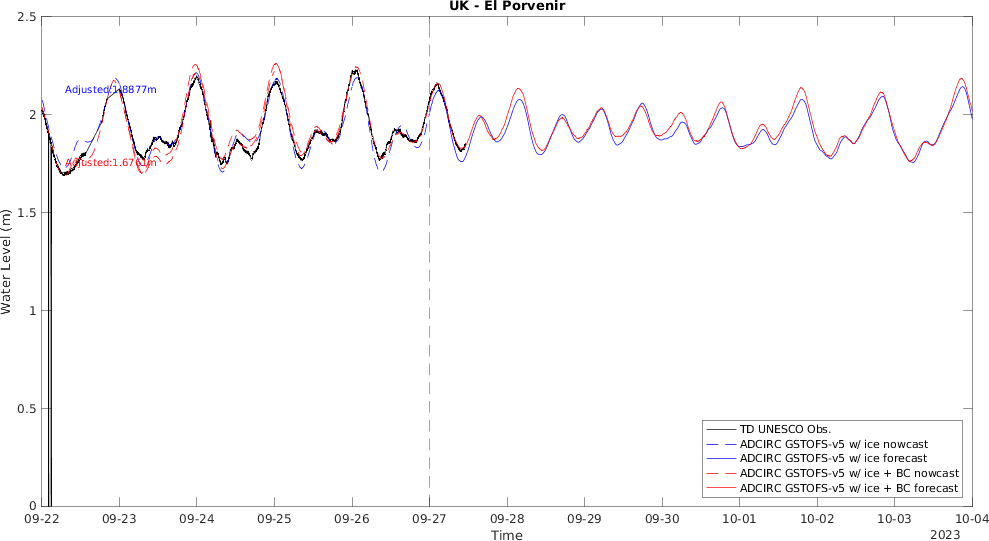 UK - El Porvenir
2.5
2
1.5
1
0.5
0
Water Level (m)
Adjusted:1.8877m
Adjusted:1.6761m
TD UNESCO Obs.
ADCIRC GSTOFS-v5 w/ ice nowcast
ADCIRC GSTOFS-v5 w/ ice forecast
ADCIRC GSTOFS-v5 w/ ice + BC nowcast
ADCIRC GSTOFS-v5 w/ ice + BC forecast
09-22 09-23 09-24 09-25 09-26 09-27 09-28 09-29 09-30 10-01 10-02 10-03 10-04
Time
2023